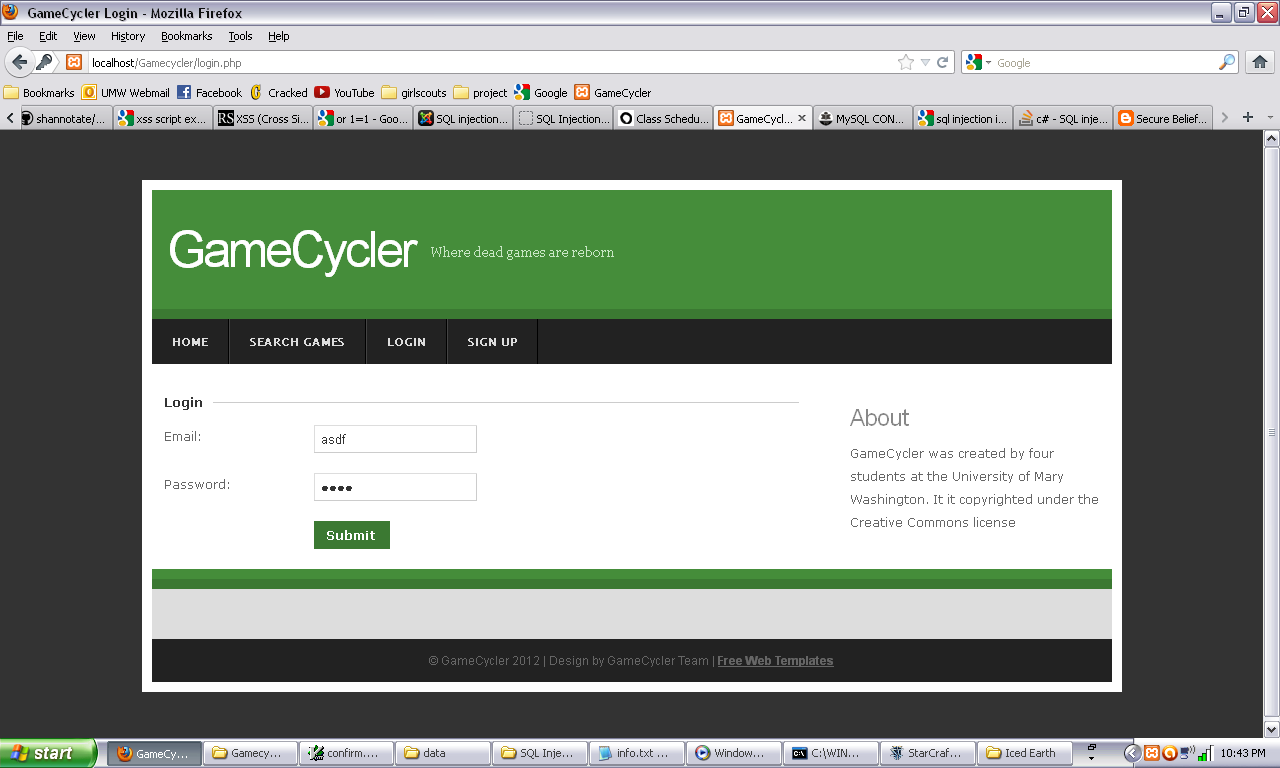 GameCycler Login - Mozilla Firefox
File Edit View History Bookmarks Tools Help
localhost/Gamecycler/login.php
Google
Bookmarks UMW Webmail Facebook Cracked YouTube girlscouts project Google GameCycler
shannotate/... xss script ex... XSS (Cross Si... or 1=1 - Goo... SQL injection... SQL Injection... Class Schedu... GameCycl... MySQL CON... sql injection i... c# - SQL inje... Secure Belief...
GameCycler Where dead games are reborn
HOME SEARCH GAMES LOGIN SIGN UP
Login
Email: asdf
Password: ••••
Submit
About
GameCycler was created by four
students at the University of Mary
Washington. It it copyrighted under the
Creative Commons license
© GameCycler 2012 | Design by GameCycler Team | Free Web Templates
start GameCy... Gamecy... confirm.... data SQL Inje... info.txt ... Window... C:\WIN... StarCraf... Iced Earth 10:43 PM